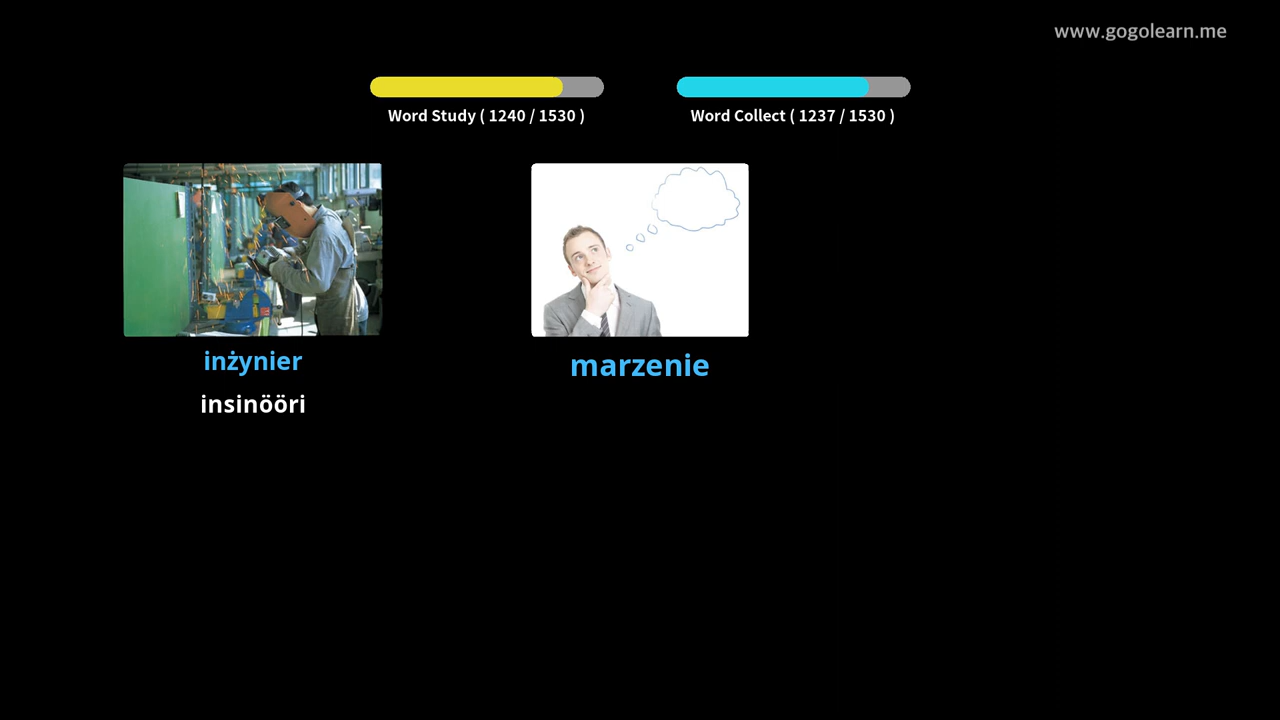 www.gogolearn.me
Word Study ( 1240 / 1530 )
Word Collect ( 1237 / 1530 )
inżynier
insinööri
marzenie